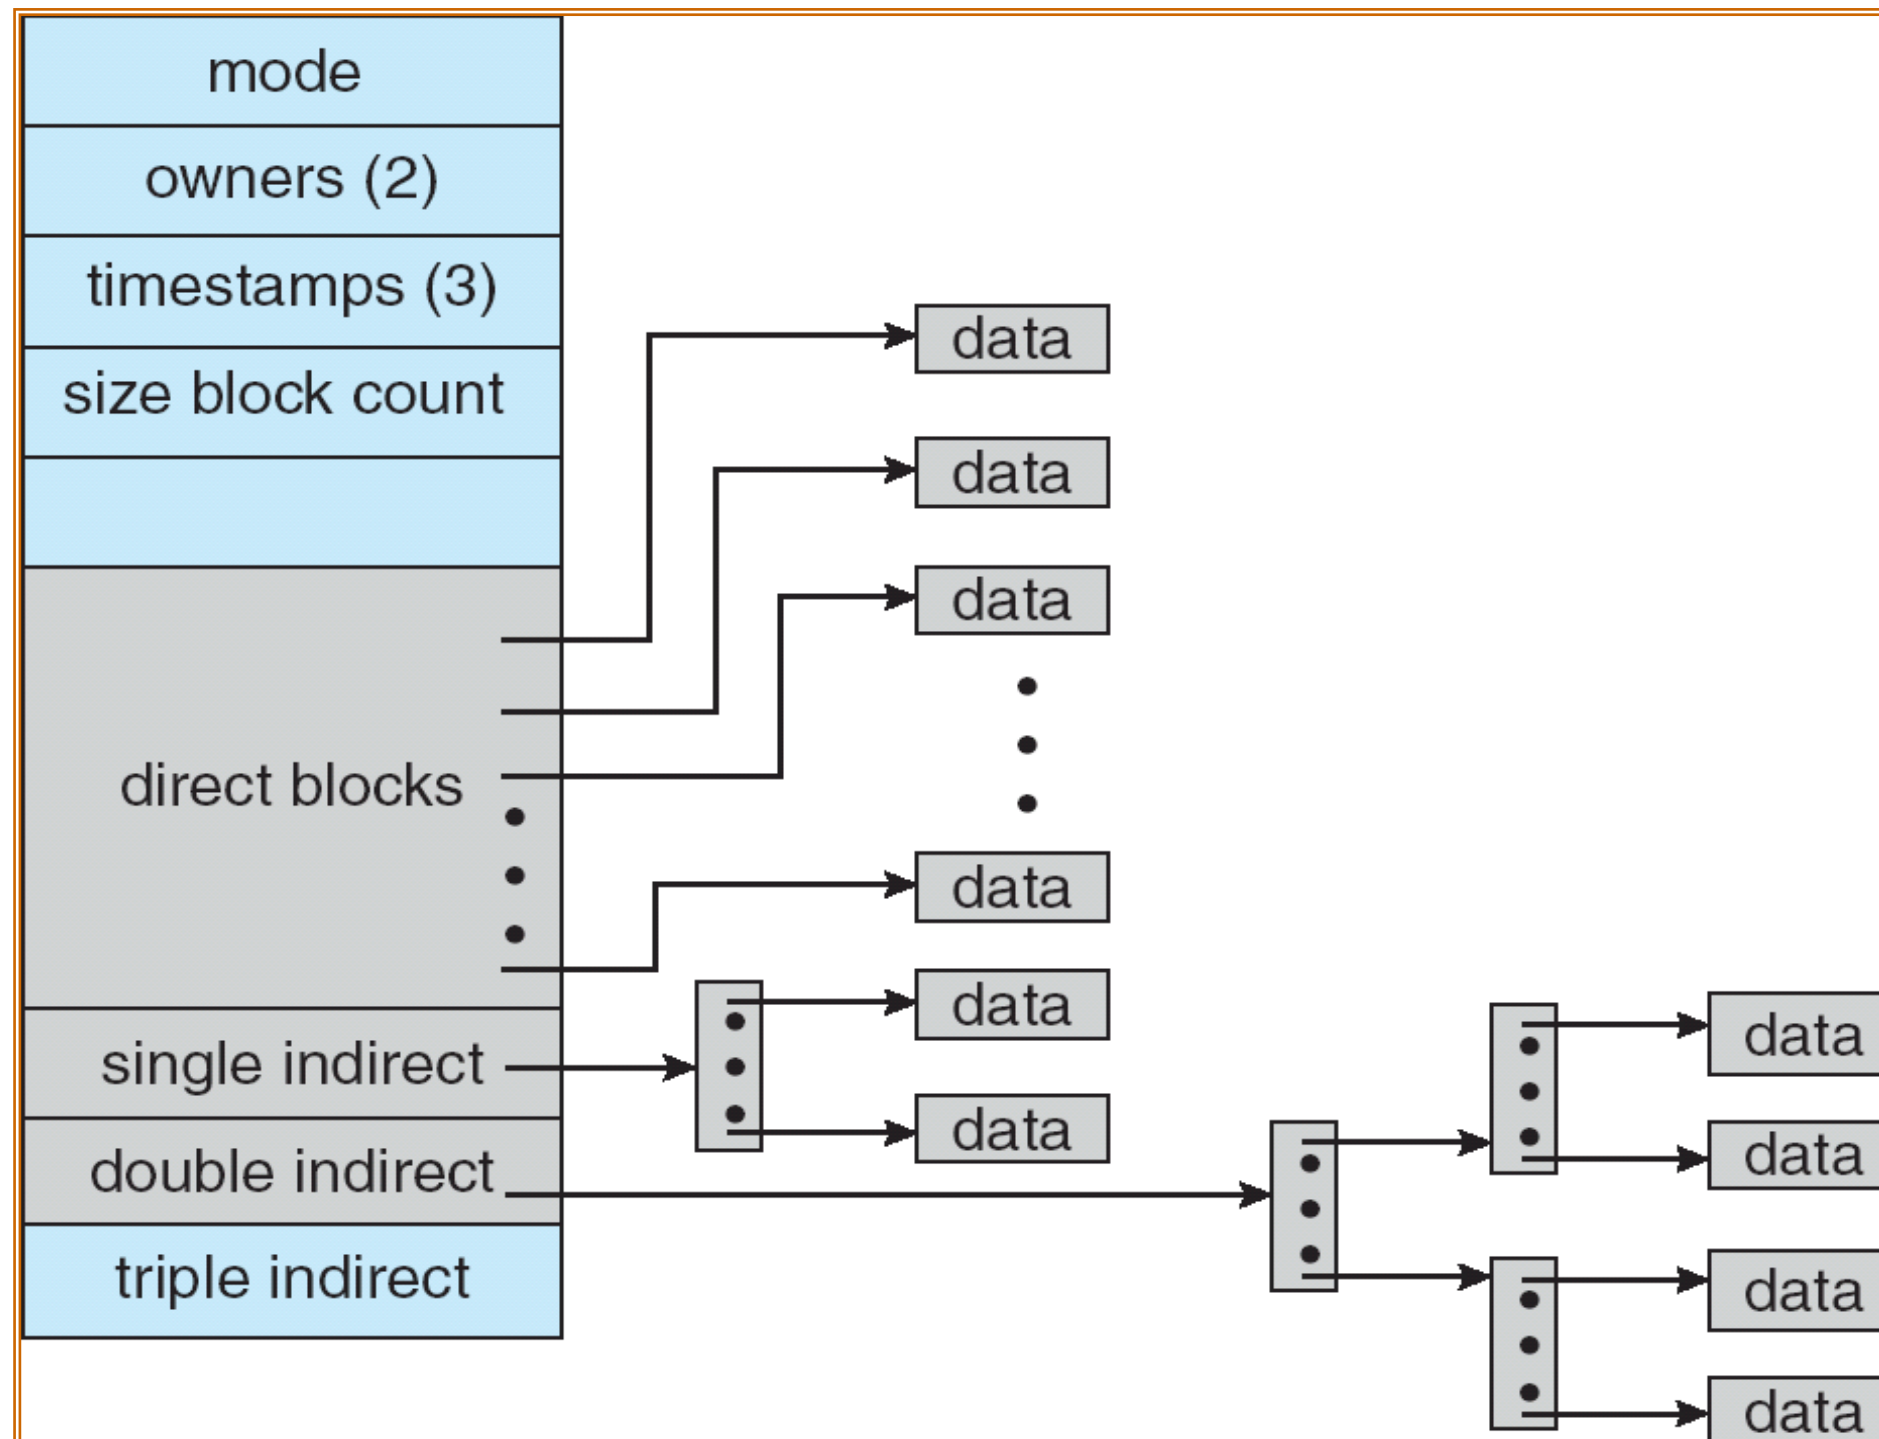 mode
owners (2)
timestamps (3)
size block count
direct blocks
single indirect
double indirect
triple indirect
data
data
data
data
data
data
data
data
data
data